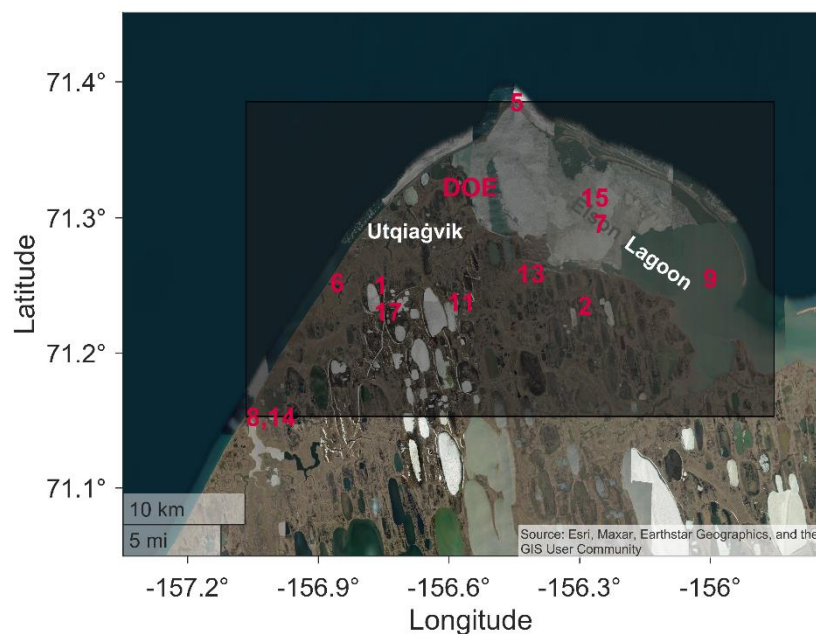 71.4°
71.3°
71.2°
71.1°
Latitude
5
DOE
15
Elson
7
Utqiaġvik
Lagoon
6
1
13
9
17
11
2
8,14
10 km
5 mi
Source: Esri, Maxar, Earthstar Geographics, and the
GIS User Community
-157.2°
-156.9°
-156.6°
-156.3°
-156°
Longitude